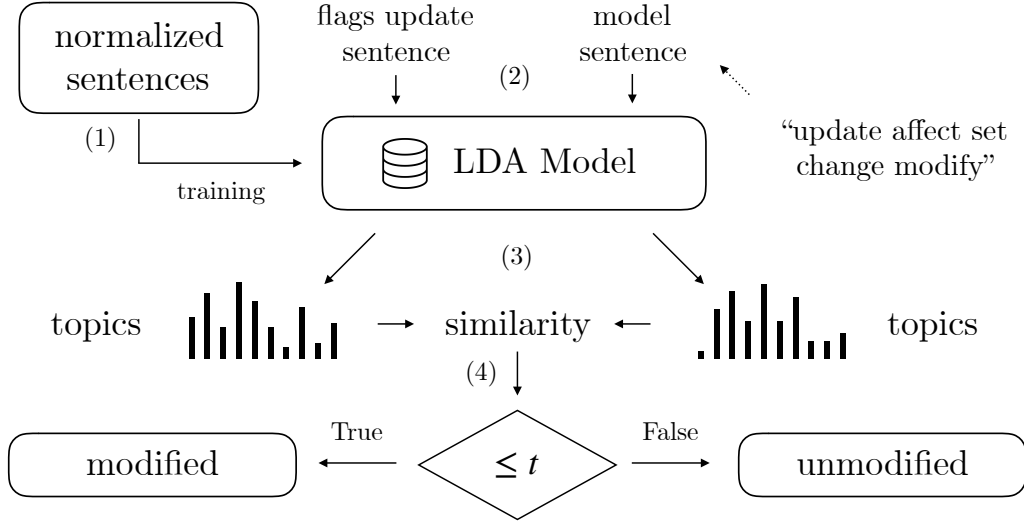 normalized
sentences
flags update
sentence
model
sentence
(1)
(2)
“update affect set
change modify”
training
LDA Model
(3)
topics
similarity
topics
(4)
True
False
modified
≤ t
unmodified